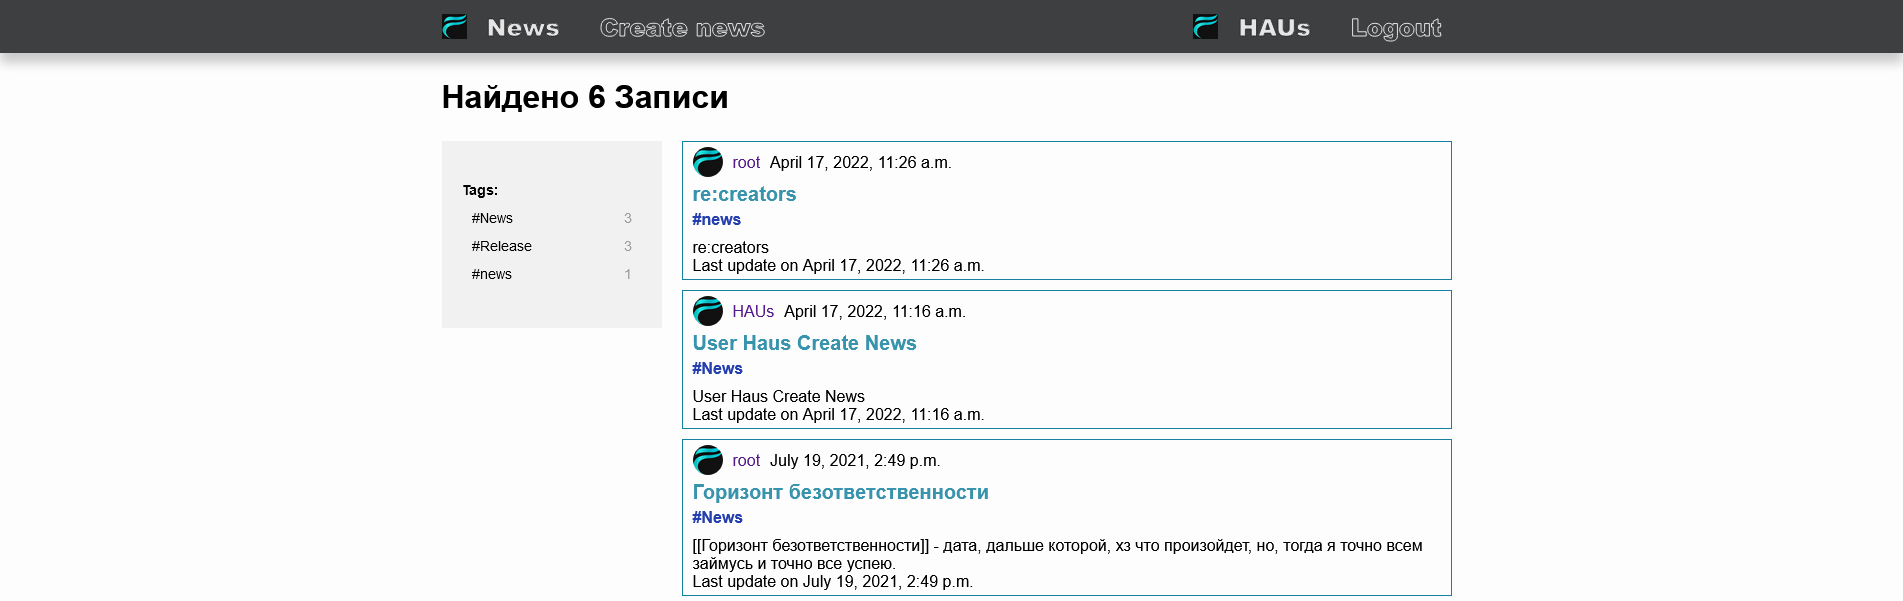 News Create news HAUs Logout
Найдено 6 Записи
Tags:
#News 3
#Release 3
#news 1
root April 17, 2022, 11:26 a.m.
re:creators
#news
re:creators
Last update on April 17, 2022, 11:26 a.m.
HAUs April 17, 2022, 11:16 a.m.
User Haus Create News
#News
User Haus Create News
Last update on April 17, 2022, 11:16 a.m.
root July 19, 2021, 2:49 p.m.
Горизонт безответственности
#News
[[Горизонт безответственности]] - дата, дальше которой, хз что произойдет, но, тогда я точно всем
займусь и точно все успею.
Last update on July 19, 2021, 2:49 p.m.